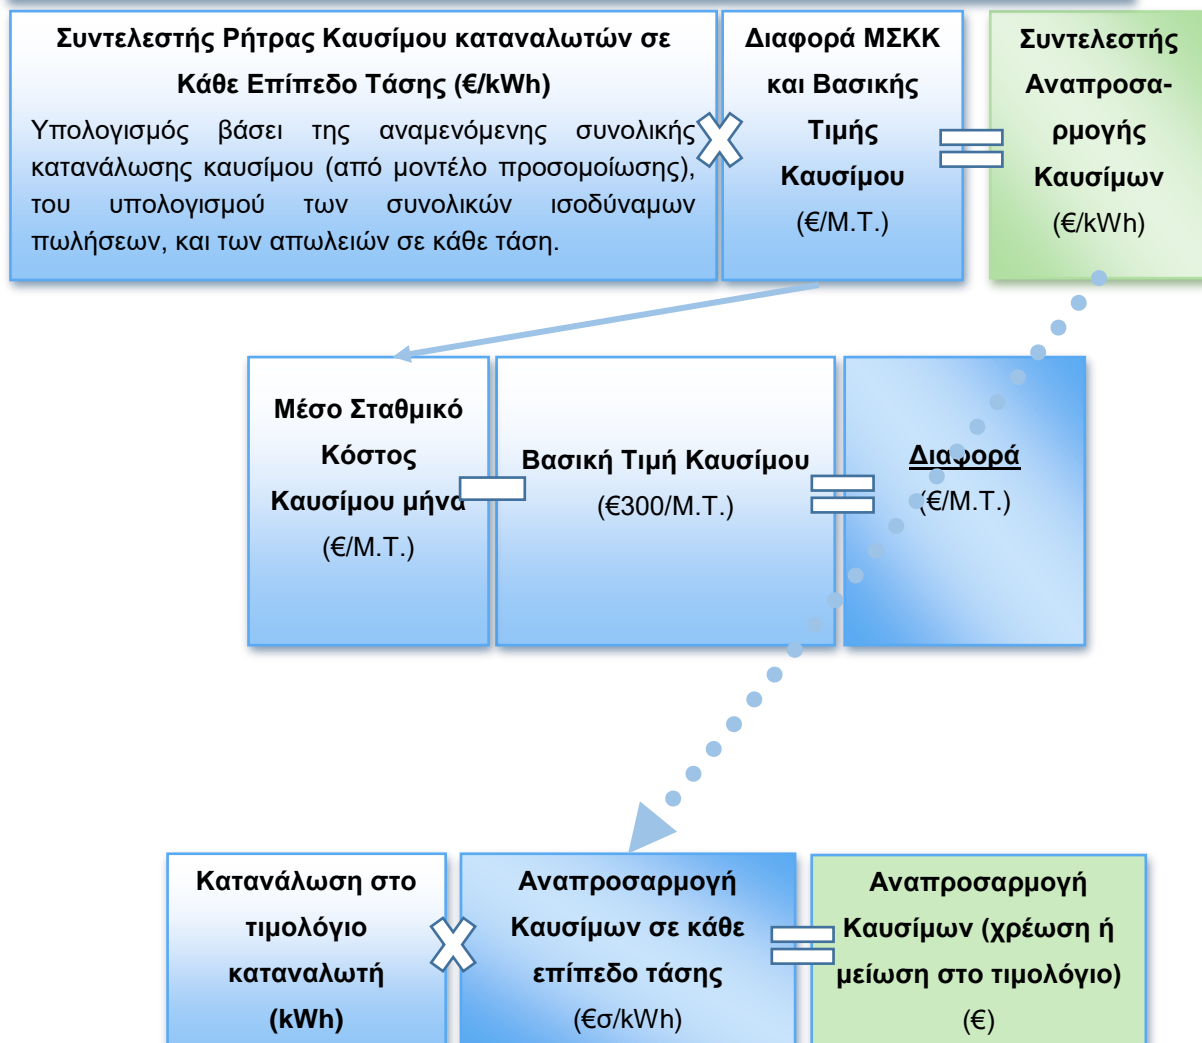 Συντελεστής Ρήτρας Καυσίμου καταναλωτών σε
Κάθε Επίπεδο Τάσης (€/kWh)
Υπολογισμός βάσει της αναμενόμενης συνολικής
κατανάλωσης καυσίμου (από μοντέλο προσομοίωσης),
του υπολογισμού των συνολικών ισοδύναμων
πωλήσεων, και των απωλειών σε κάθε τάση.
Διαφορά ΜΣΚΚ
και Βασικής
Τιμής
Καυσίμου
(€/Μ.Τ.)
Συντελεστής
Αναπροσα-
ρμογής
Καυσίμων
(€/kWh)
Μέσο Σταθμικό
Κόστος
Καυσίμου μήνα
(€/Μ.Τ.)
Βασική Τιμή Καυσίμου
(€300/Μ.Τ.)
Διαφορά
(€/Μ.Τ.)
Κατανάλωση στο
τιμολόγιο
καταναλωτή
(kWh)
Αναπροσαρμογή
Καυσίμων σε κάθε
επίπεδο τάσης
(€σ/kWh)
Αναπροσαρμογή
Καυσίμων (χρέωση ή
μείωση στο τιμολόγιο)
(€)